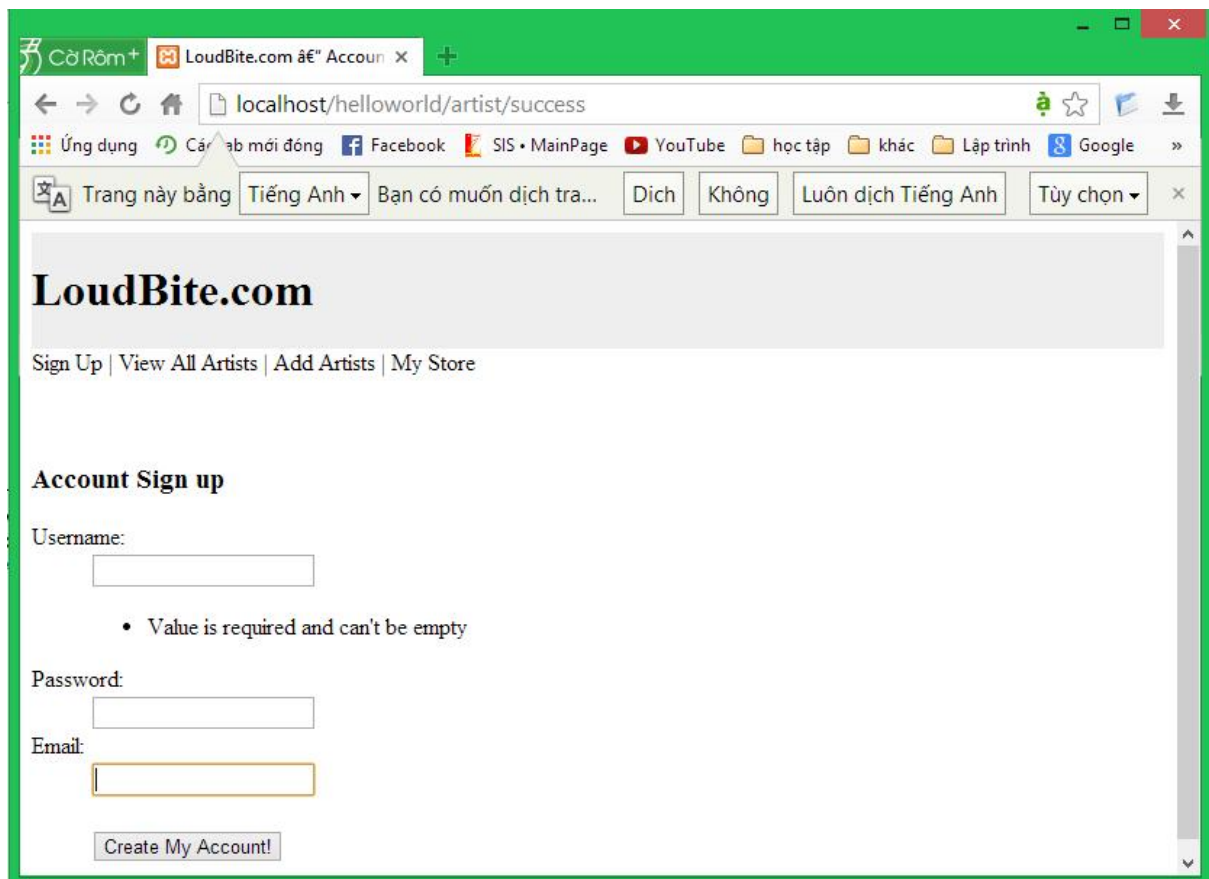 Cờ Rôm+ LoudBite.com â€“ Accoun
localhost/helloworld/artist/success
Ứng dụng Các ab mới đóng Facebook SIS • MainPage YouTube học tập khác Lập trình Google »
Trang này bằng Tiếng Anh Bạn có muốn dịch tra... Dịch Không Luôn dịch Tiếng Anh Tùy chọn
LoudBite.com
Sign Up | View All Artists | Add Artists | My Store
Account Sign up
Username:
• Value is required and can't be empty
Password:
Email:
Create My Account!